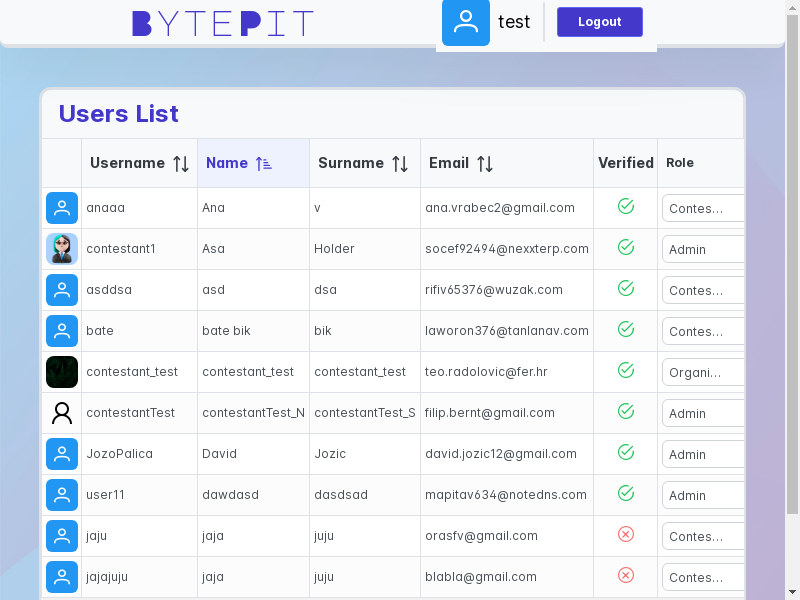 BYTEPIT
test
Logout
Users List
Username Name Surname Email Verified Role
anaaa Ana v ana.vrabec2@gmail.com Contes...
contestant1 Asa Holder socef92494@nexxterp.com Admin
asddsa asd dsa rifiv65376@wuzak.com Contes...
bate bate bik bik laworon376@tanlanav.com Contes...
contestant_test contestant_test contestant_test teo.radolovic@fer.hr Organi...
contestantTest contestantTest_N contestantTest_S filip.bernt@gmail.com Admin
JozoPalica David Jozic david.jozic12@gmail.com Admin
user11 dawdasd dasdsad mapitav634@notedns.com Admin
jaju jaja juju orasfv@gmail.com Contes...
jajajuju jaja juju blabla@gmail.com Contes...